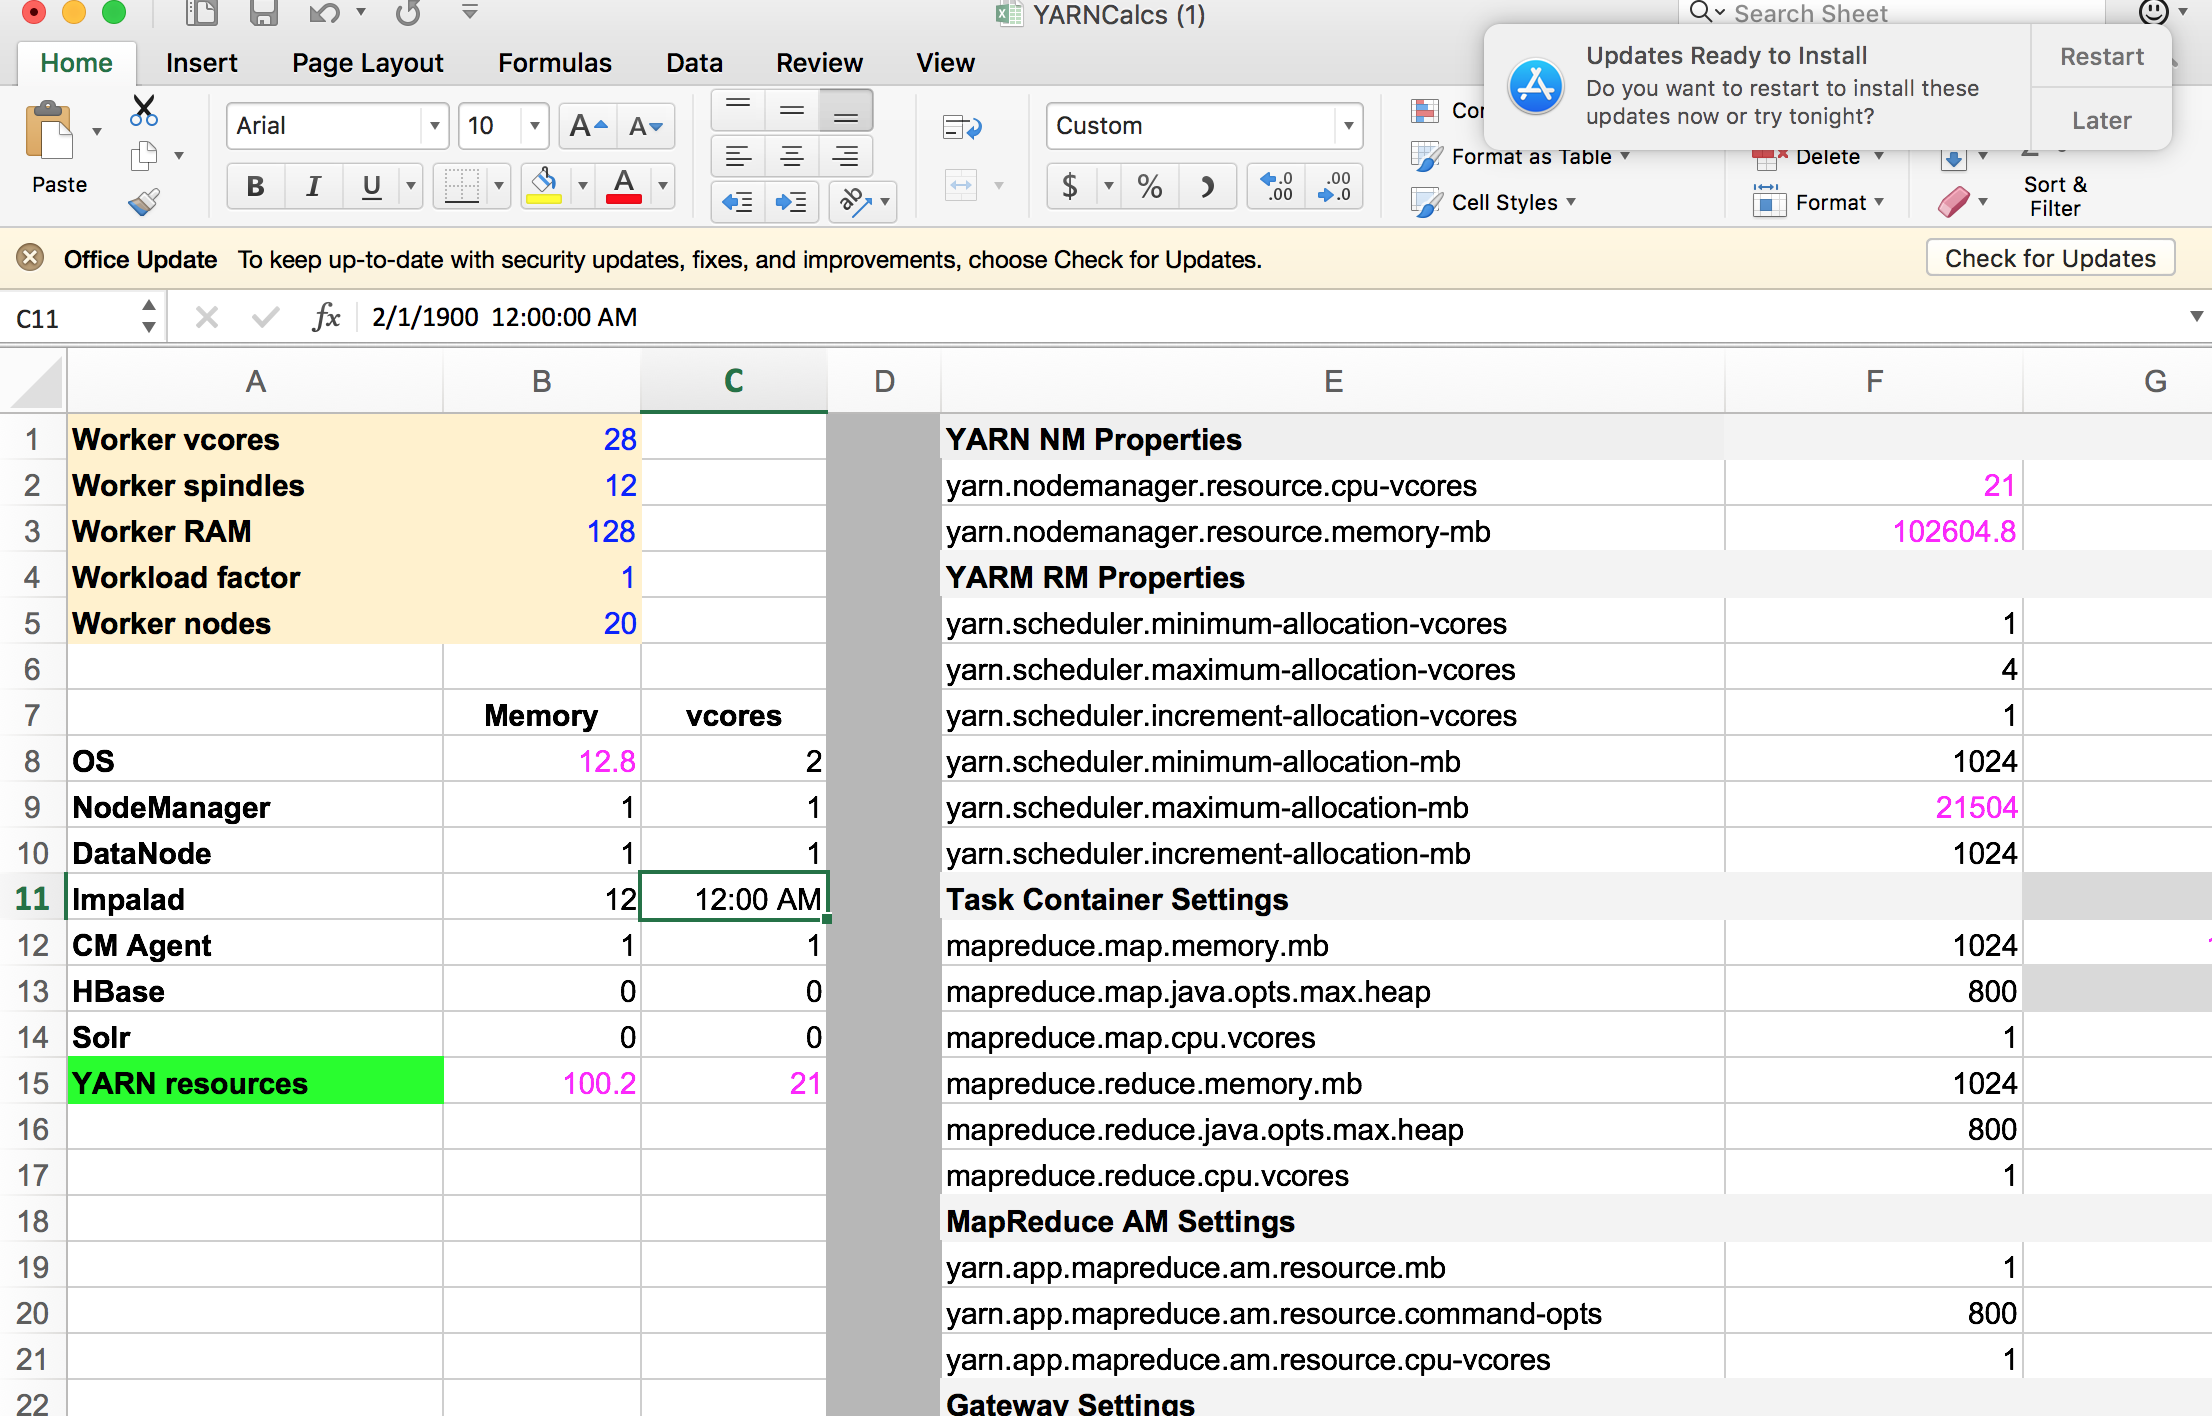 YARNCalcs (1)
Search Sheet
Home Insert Page Layout Formulas Data Review View
Updates Ready to Install
Do you want to restart to install these
updates now or try tonight?
Restart
Later
Paste
Arial 10 A A
B I U A
Custom
$ % .0 .00 .00 .0
Format as Table
Cell Styles
Delete
Format
Sort &
Filter
Office Update To keep up-to-date with security updates, fixes, and improvements, choose Check for Updates. Check for Updates
C11 fx 2/1/1900 12:00:00 AM
A B C D E F G
1 Worker vcores 28 YARN NM Properties
2 Worker spindles 12 yarn.nodemanager.resource.cpu-vcores 21
3 Worker RAM 128 yarn.nodemanager.resource.memory-mb 102604.8
4 Workload factor 1 YARM RM Properties
5 Worker nodes 20 yarn.scheduler.minimum-allocation-vcores 1
6 yarn.scheduler.maximum-allocation-vcores 4
7 Memory vcores yarn.scheduler.increment-allocation-vcores 1
8 OS 12.8 2 yarn.scheduler.minimum-allocation-mb 1024
9 NodeManager 1 1 yarn.scheduler.maximum-allocation-mb 21504
10 DataNode 1 1 yarn.scheduler.increment-allocation-mb 1024
11 Impalad 12 12:00 AM Task Container Settings
12 CM Agent 1 1 mapreduce.map.memory.mb 1024
13 HBase 0 0 mapreduce.map.java.opts.max.heap 800
14 Solr 0 0 mapreduce.map.cpu.vcores 1
15 YARN resources 100.2 21 mapreduce.reduce.memory.mb 1024
16 mapreduce.reduce.java.opts.max.heap 800
17 mapreduce.reduce.cpu.vcores 1
18 MapReduce AM Settings
19 yarn.app.mapreduce.am.resource.mb 1
20 yarn.app.mapreduce.am.resource.command-opts 800
21 yarn.app.mapreduce.am.resource.cpu-vcores 1
22 Gateway Settings